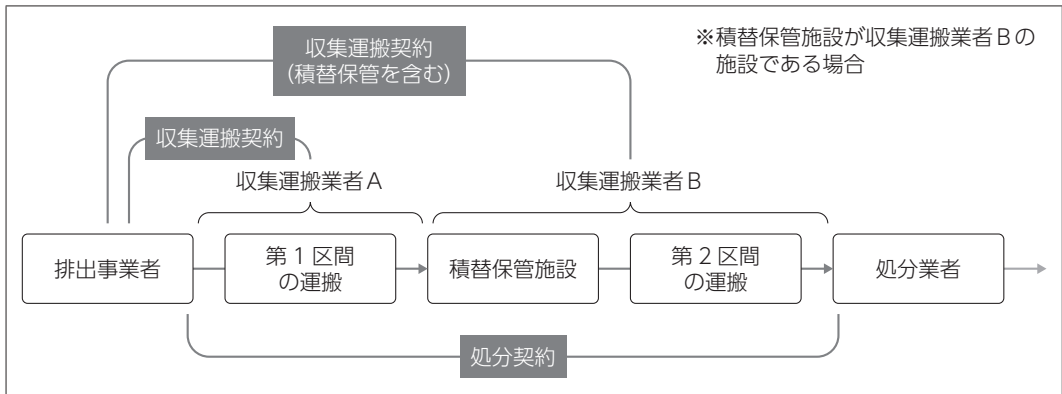 収集運搬契約
(積替保管を含む)
※積替保管施設が収集運搬業者Bの
施設である場合
収集運搬契約
収集運搬業者A
収集運搬業者B
排出事業者
第1区間
の運搬
積替保管施設
第2区間
の運搬
処分業者
処分契約